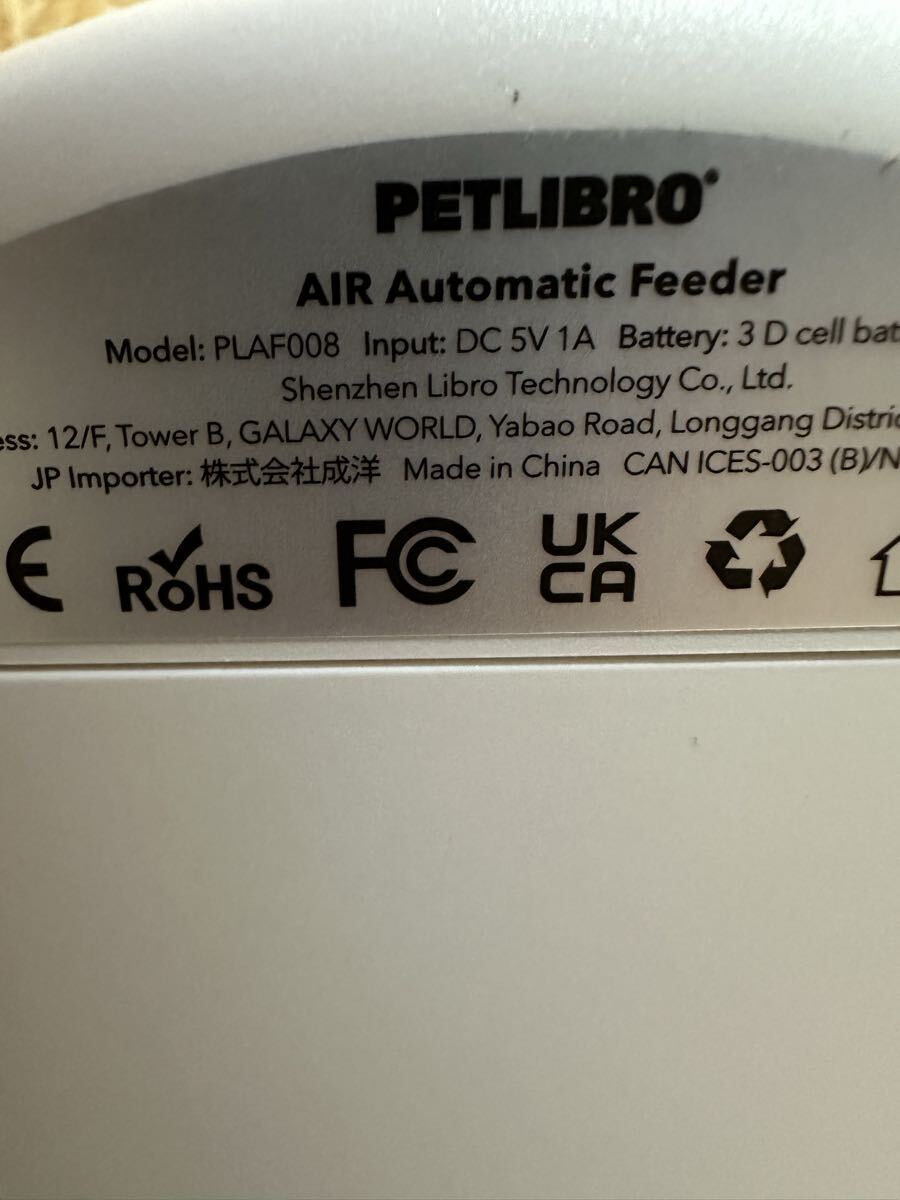 PETLIBRO®
AIR Automatic Feeder
Model: PLAF008 Input: DC 5V 1A Battery: 3 D cell
Shenzhen Libro Technology Co., Ltd.
12/F, Tower B, GALAXY WORLD, Yabao Road, Longgang
JP Importer: 株式会社成洋 Made in China CAN ICES-003 (B)/N
CE RoHS FC UK
CA